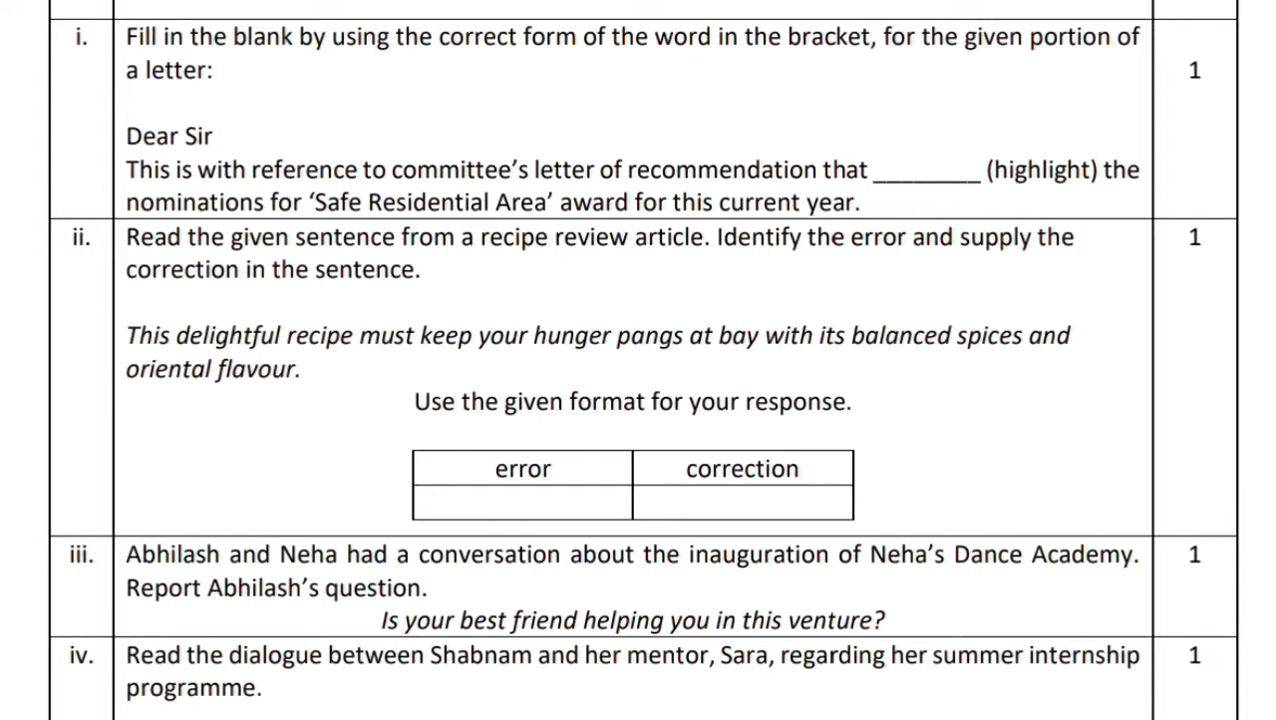 i.
Fill in the blank by using the correct form of the word in the bracket, for the given portion of
a letter:
1
Dear Sir
This is with reference to committee’s letter of recommendation that ________ (highlight) the
nominations for ‘Safe Residential Area’ award for this current year.
ii.
Read the given sentence from a recipe review article. Identify the error and supply the
1
correction in the sentence.
This delightful recipe must keep your hunger pangs at bay with its balanced spices and
oriental flavour.
Use the given format for your response.
error
correction
iii.
Abhilash and Neha had a conversation about the inauguration of Neha’s Dance Academy.
1
Report Abhilash’s question.
Is your best friend helping you in this venture?
iv.
Read the dialogue between Shabnam and her mentor, Sara, regarding her summer internship
1
programme.